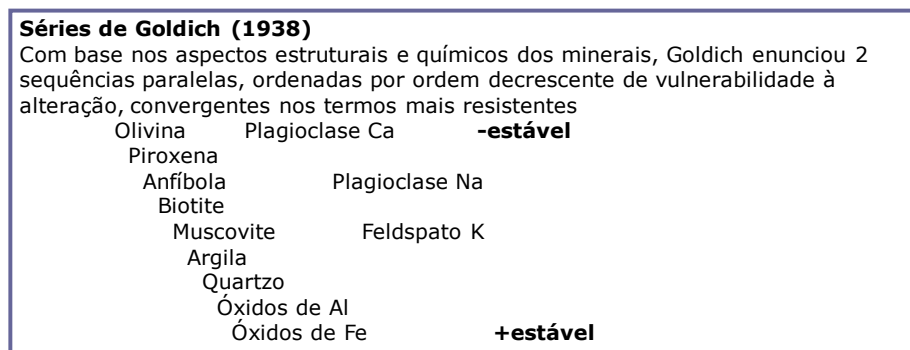 Séries de Goldich (1938)
Com base nos aspectos estruturais e químicos dos minerais, Goldich enunciou 2
sequências paralelas, ordenadas por ordem decrescente de vulnerabilidade à
alteração, convergentes nos termos mais resistentes
Olivina Plagioclase Ca -estável
Piroxena
Anfíbola Plagioclase Na
Biotite
Muscovite Feldspato K
Argila
Quartzo
Óxidos de Al
Óxidos de Fe +estável